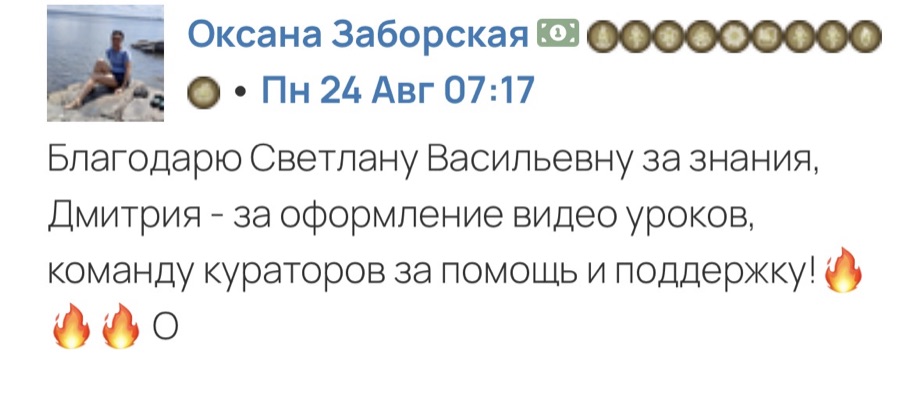 Оксана Заборская
• Пн 24 Авг 07:17
Благодарю Светлану Васильевну за знания,
Дмитрия - за оформление видео уроков,
команду кураторов за помощь и поддержку!🔥
🔥🔥 О